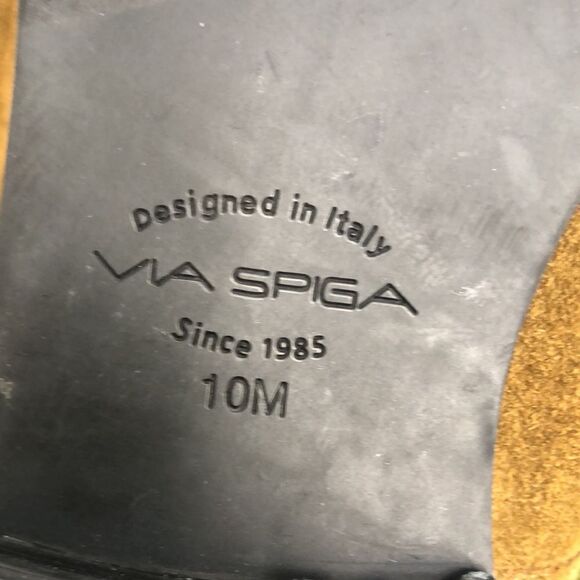 Designed in Italy
VIA SPIGA
Since 1985
10M